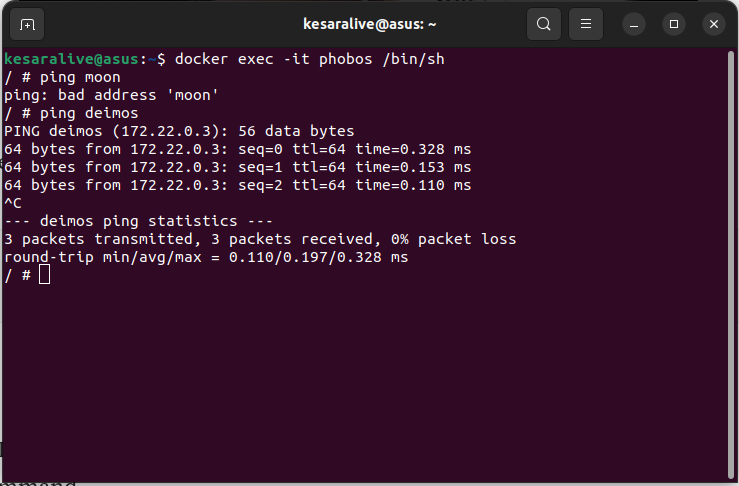 kesaralive@asus: ~
kesaralive@asus:~$ docker exec -it phobos /bin/sh
/ # ping moon
ping: bad address 'moon'
/ # ping deimos
PING deimos (172.22.0.3): 56 data bytes
64 bytes from 172.22.0.3: seq=0 ttl=64 time=0.328 ms
64 bytes from 172.22.0.3: seq=1 ttl=64 time=0.153 ms
64 bytes from 172.22.0.3: seq=2 ttl=64 time=0.110 ms
^C
--- deimos ping statistics ---
3 packets transmitted, 3 packets received, 0% packet loss
round-trip min/avg/max = 0.110/0.197/0.328 ms
/ #